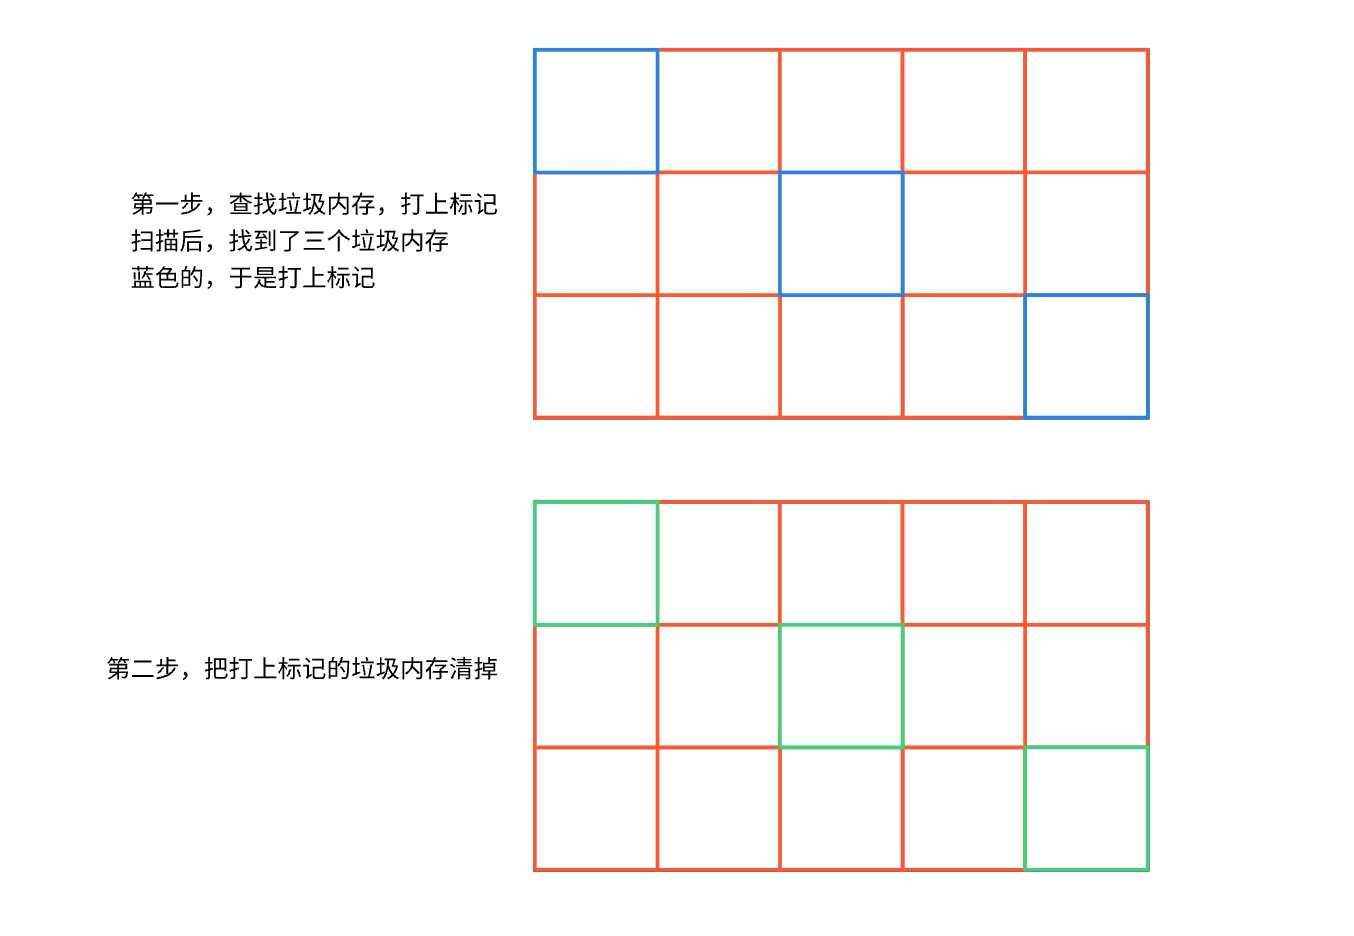 第一步，查找垃圾内存，打上标记
扫描后，找到了三个垃圾内存
蓝色的，于是打上标记
第二步，把打上标记的垃圾内存清掉